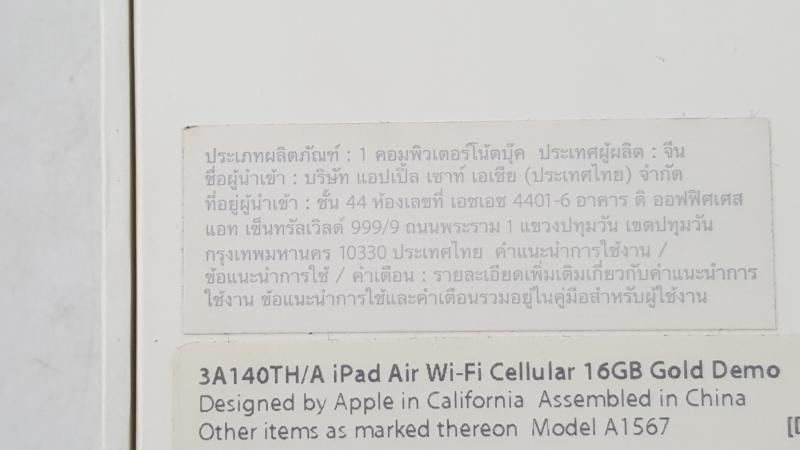 ประเภทผลิตภัณฑ์ : 1 คอมพิวเตอร์โน้ตบุ๊ค ประเทศผู้ผลิต : จีน
ชื่อผู้นำเข้า : บริษัท แอปเปิ้ล เซาท์ เอเชีย (ประเทศไทย) จำกัด
ที่อยู่ผู้นำเข้า : ชั้น 44 ห้องเลขที่ เอชเอช 4401-6 อาคาร ดิ ออฟฟิศเศส
แอท เซ็นทรัลเวิลด์ 999/9 ถนนพระราม 1 แขวงปทุมวัน เขตปทุมวัน
กรุงเทพมหานคร 10330 ประเทศไทย คำแนะนำการใช้งาน /
ข้อแนะนำการใช้ / คำเตือน : รายละเอียดเพิ่มเติมเกี่ยวกับคำแนะนำการ
ใช้งาน ข้อแนะนำการใช้และคำเตือนรวมอยู่ในคู่มือสำหรับผู้ใช้งาน
3A140TH/A iPad Air Wi-Fi Cellular 16GB Gold Demo
Designed by Apple in California Assembled in China
Other items as marked thereon Model A1567